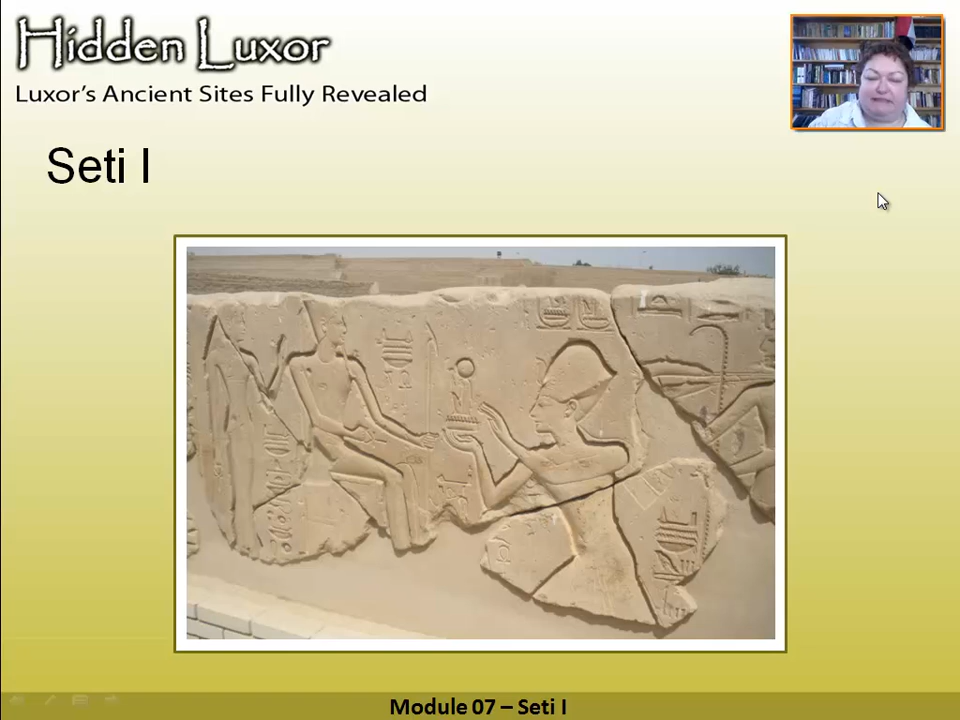 Hidden Luxor
Luxor's Ancient Sites Fully Revealed
Seti I
Module 07 – Seti I